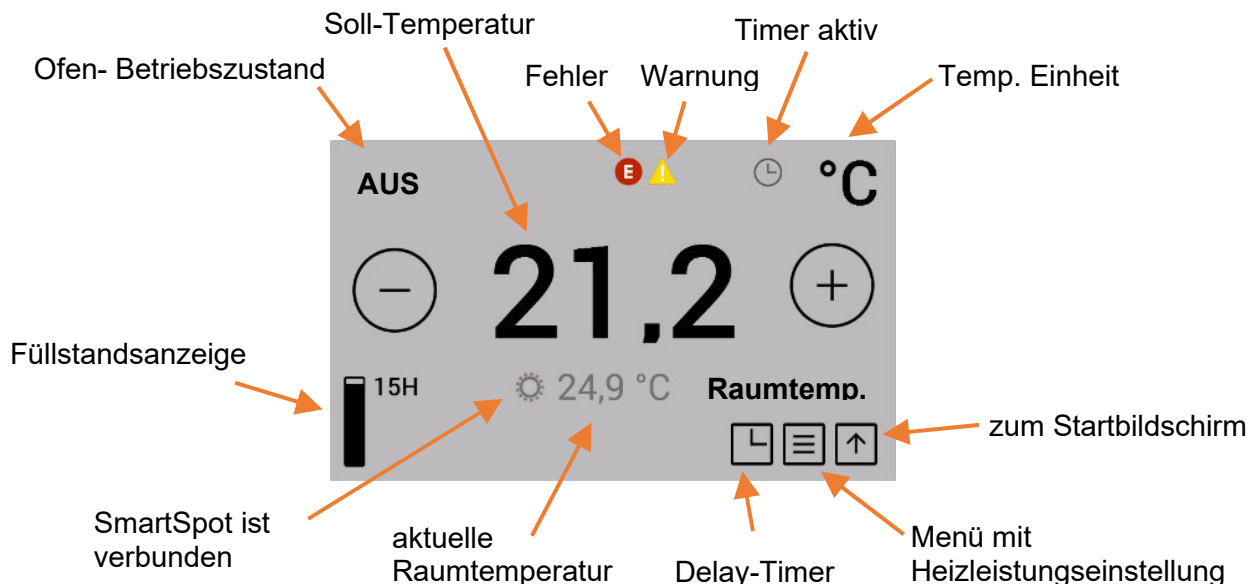 Soll-Temperatur
Timer aktiv
Ofen- Betriebszustand
Fehler
Warnung
Temp. Einheit
AUS
E
°C
21,2
Füllstandsanzeige
15H
24,9 °C
Raumtemp.
zum Startbildschirm
SmartSpot ist
verbunden
aktuelle
Raumtemperatur
Delay-Timer
Menü mit
Heizleistungseinstellung